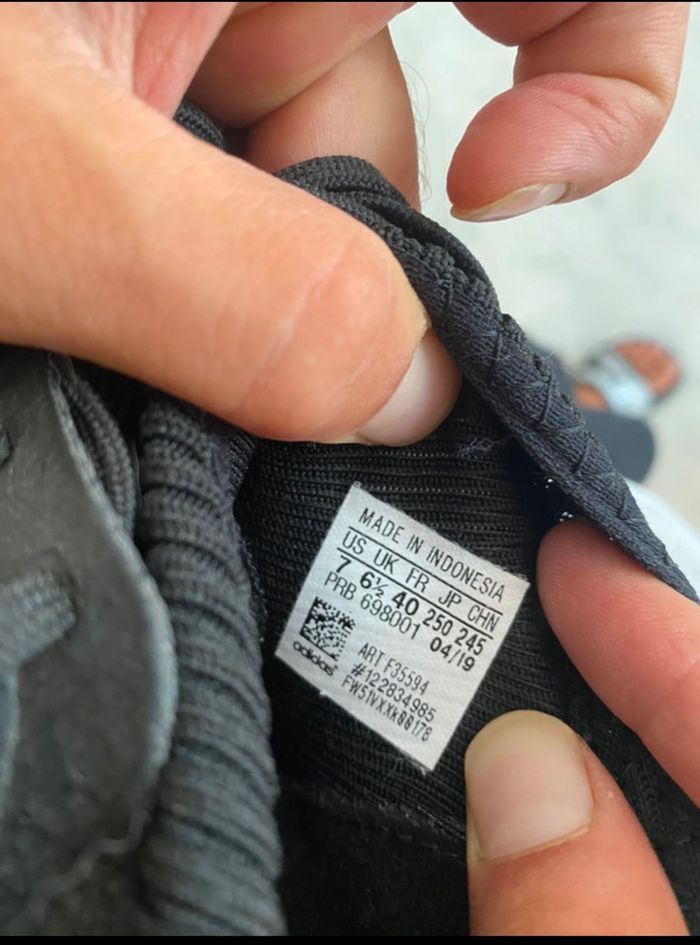 MADE IN INDONESIA
US UK FR JP CHN
7 6½ 40 250 245
PRB 698001 04/19
ART F35594
#122834985
FW51VXXK00178
adidas